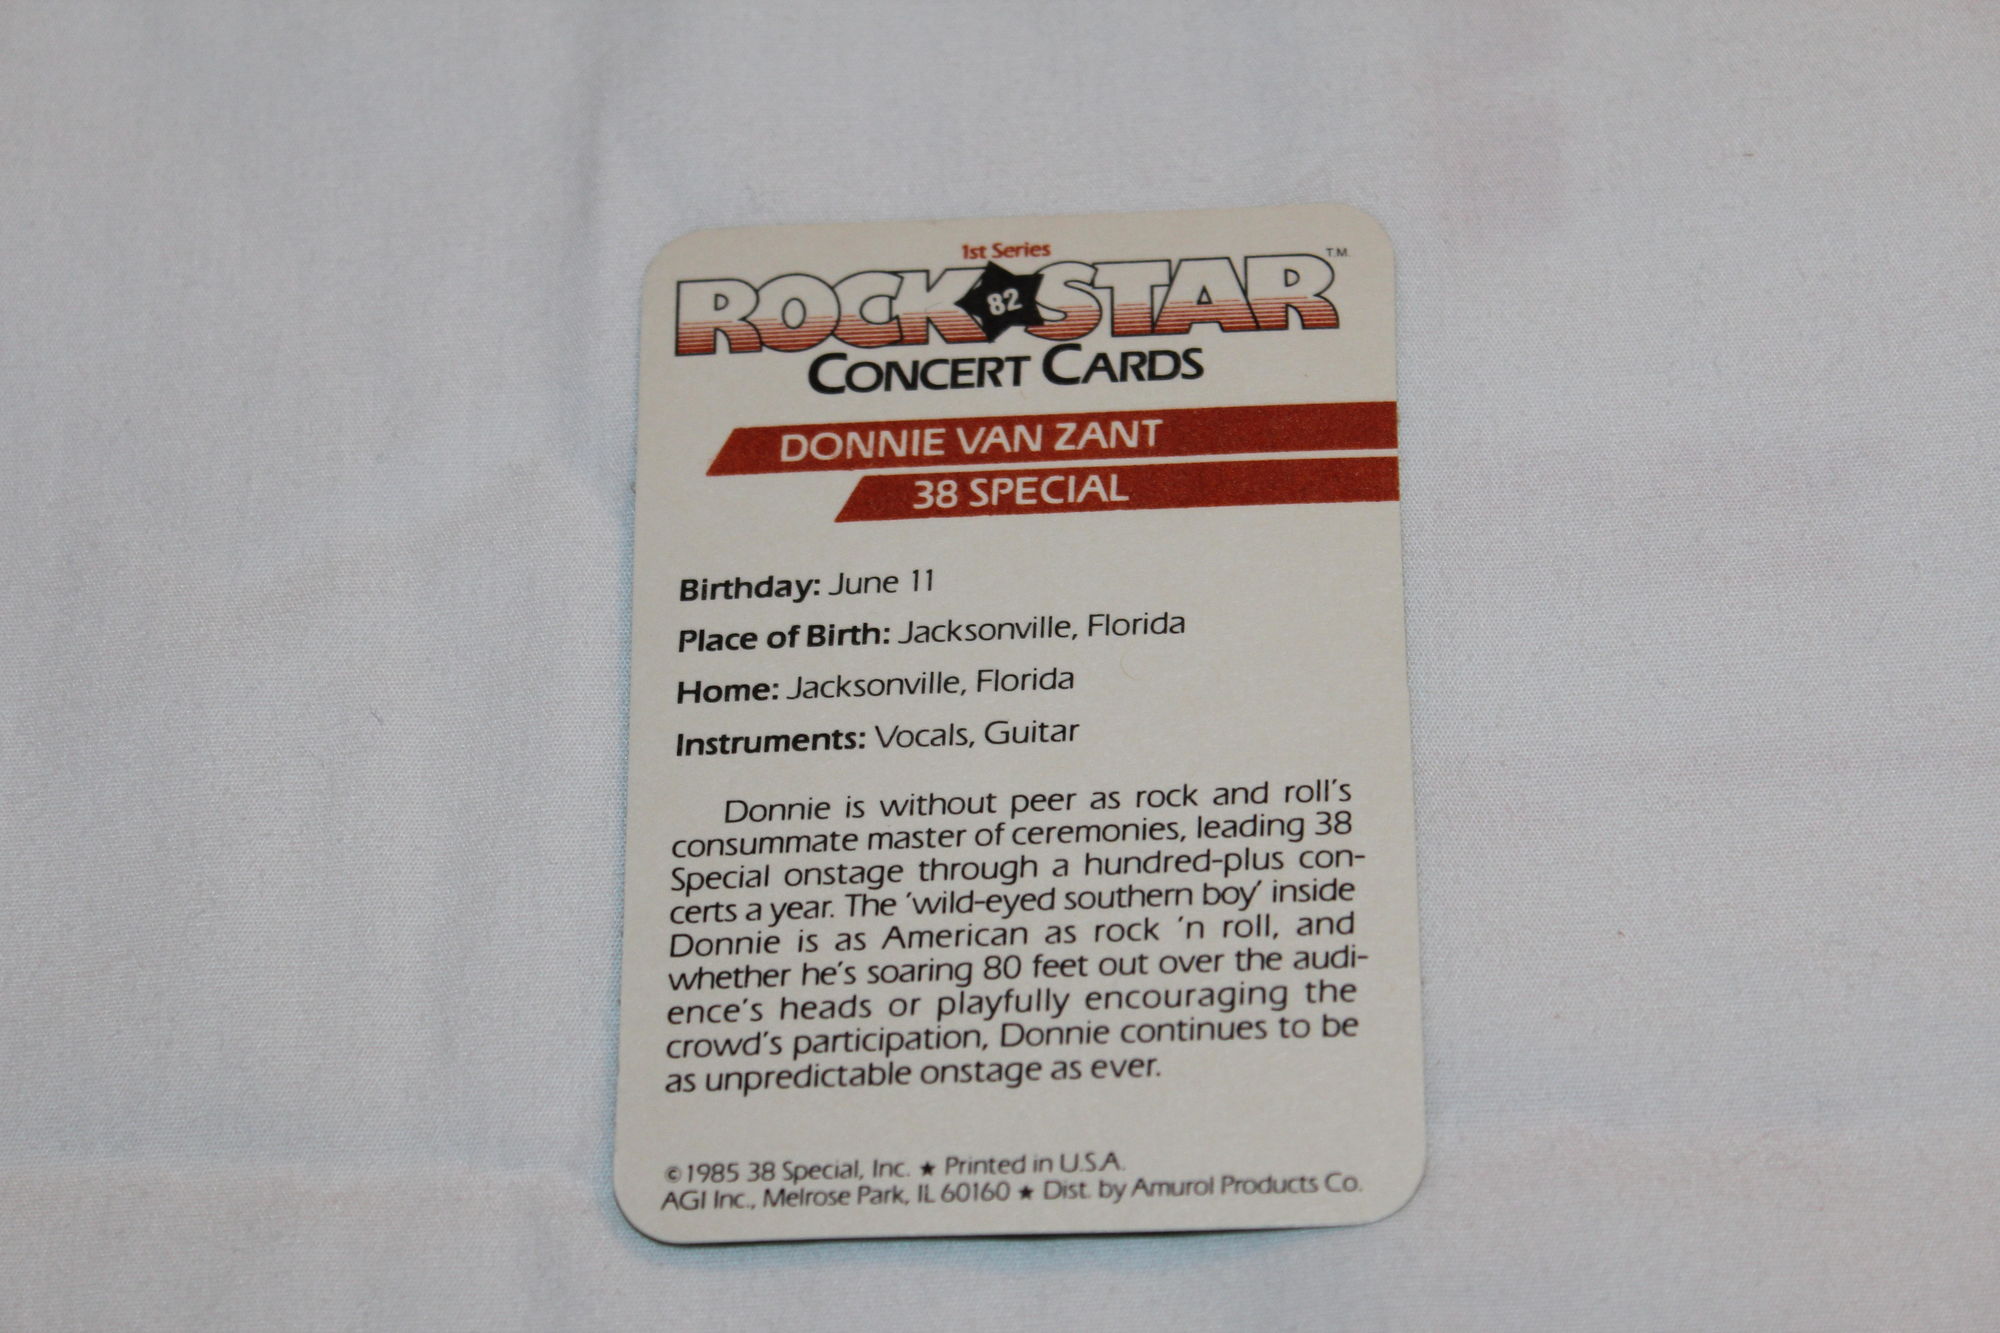 1st Series
ROCK 82 STAR™
CONCERT CARDS
DONNIE VAN ZANT
38 SPECIAL
Birthday: June 11
Place of Birth: Jacksonville, Florida
Home: Jacksonville, Florida
Instruments: Vocals, Guitar
Donnie is without peer as rock and roll's
consummate master of ceremonies, leading 38
Special onstage through a hundred-plus con-
certs a year. The 'wild-eyed southern boy' inside
Donnie is as American as rock 'n roll, and
whether he's soaring 80 feet out over the audi-
ence's heads or playfully encouraging the
crowd's participation, Donnie continues to be
as unpredictable onstage as ever.
©1985 38 Special, Inc. ★ Printed in U.S.A.
AGI Inc., Melrose Park, IL 60160 ★ Dist. by Amurol Products Co.